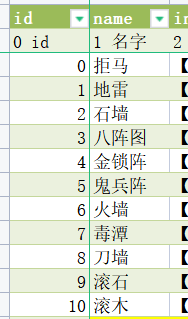 id name in
0 id 1 名字 2
0 拒马
1 地雷
2 石墙
3 八阵图
4 金锁阵
5 鬼兵阵
6 火墙
7 毒潭
8 刀墙
9 滚石
10 滚木